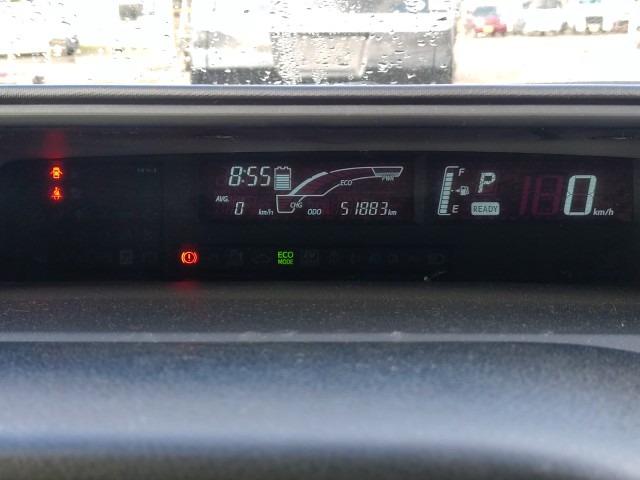 8:55
ECO
PWR
AVG.
0 km/h
CHG
ODO 51883 km
F
E
P
READY
0 km/h
ECO
MODE